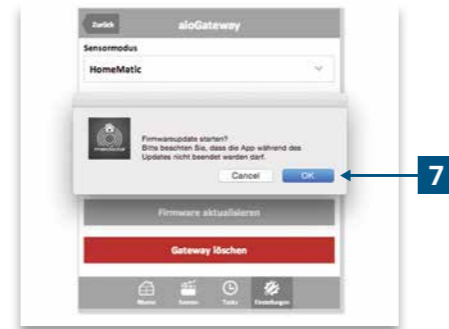 Zurück
aloGateway
Sensormodus
HomeMatic
Firmwareupdate starten?
Bitte beachten Sie, dass die App während des
Updates nicht beendet werden darf.
Cancel
OK
7
Firmware aktualisieren
Gateway löschen
Räume
Szenen
Tasks
Einstellungen